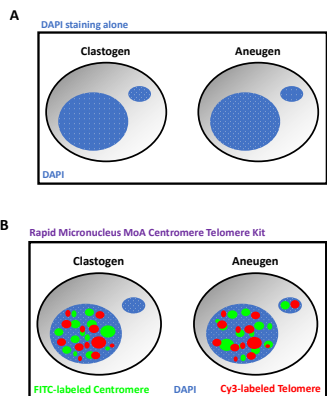 A
DAPI staining alone
Clastogen Aneugen
DAPI
B
Rapid Micronucleus MoA Centromere Telomere Kit
Clastogen Aneugen
FITC-labeled Centromere DAPI Cy3-labeled Telomere